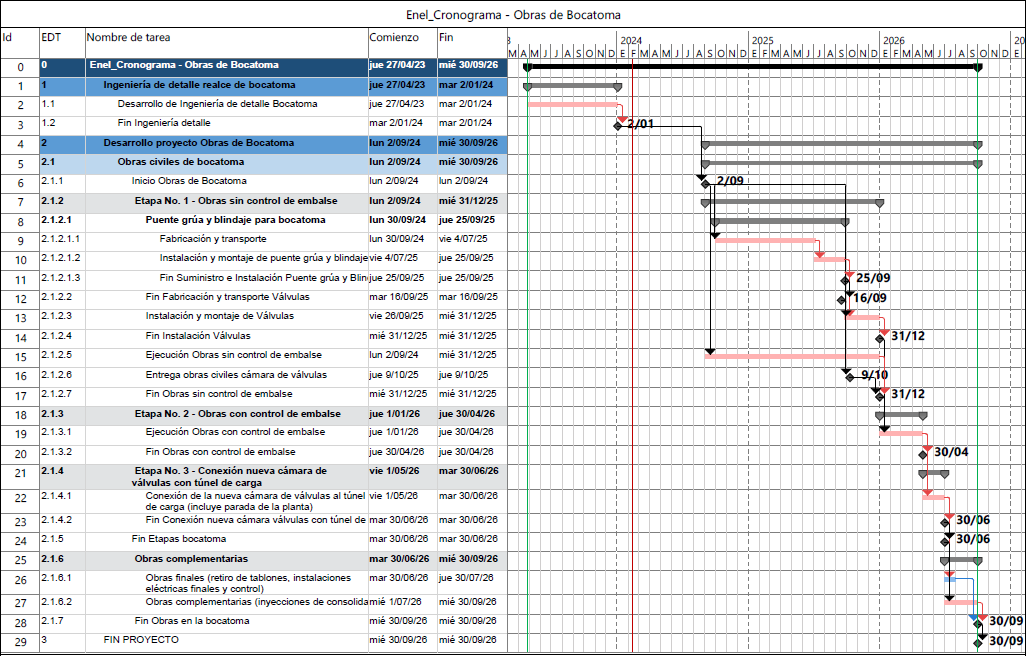 Enel_Cronograma - Obras de Bocatoma
Id EDT Nombre de tarea Comienzo Fin
3 2024 2025 2026 20
M A M J J A S O N D E F M A M J J A S O N D E F M A M J J A S O N D E F M A M J J A S O N D E
0 0 Enel_Cronograma - Obras de Bocatoma jue 27/04/23 mié 30/09/26
1 1 Ingeniería de detalle realce de bocatoma jue 27/04/23 mar 2/01/24
2 1.1 Desarrollo de Ingeniería de detalle Bocatoma jue 27/04/23 mar 2/01/24
3 1.2 Fin Ingeniería detalle mar 2/01/24 mar 2/01/24 2/01
4 2 Desarrollo proyecto Obras de Bocatoma lun 2/09/24 mié 30/09/26
5 2.1 Obras civiles de bocatoma lun 2/09/24 mié 30/09/26
6 2.1.1 Inicio Obras de Bocatoma lun 2/09/24 lun 2/09/24 2/09
7 2.1.2 Etapa No. 1 - Obras sin control de embalse lun 2/09/24 mié 31/12/25
8 2.1.2.1 Puente grúa y blindaje para bocatoma lun 30/09/24 jue 25/09/25
9 2.1.2.1.1 Fabricación y transporte lun 30/09/24 vie 4/07/25
10 2.1.2.1.2 Instalación y montaje de puente grúa y blindaje vie 4/07/25 jue 25/09/25
11 2.1.2.1.3 Fin Suministro e Instalación Puente grúa y Blin jue 25/09/25 jue 25/09/25 25/09
12 2.1.2.2 Fin Fabricación y transporte Válvulas mar 16/09/25 mar 16/09/25 16/09
13 2.1.2.3 Instalación y montaje de Válvulas vie 26/09/25 mié 31/12/25
14 2.1.2.4 Fin Instalación Válvulas mié 31/12/25 mié 31/12/25 31/12
15 2.1.2.5 Ejecución Obras sin control de embalse lun 2/09/24 mié 31/12/25
16 2.1.2.6 Entrega obras civiles cámara de válvulas jue 9/10/25 jue 9/10/25 9/10
17 2.1.2.7 Fin Obras sin control de embalse mié 31/12/25 mié 31/12/25 31/12
18 2.1.3 Etapa No. 2 - Obras con control de embalse jue 1/01/26 jue 30/04/26
19 2.1.3.1 Ejecución Obras con control de embalse jue 1/01/26 jue 30/04/26
20 2.1.3.2 Fin Obras con control de embalse jue 30/04/26 jue 30/04/26 30/04
21 2.1.4 Etapa No. 3 - Conexión nueva cámara de vie 1/05/26 mar 30/06/26
válvulas con túnel de carga
22 2.1.4.1 Conexión de la nueva cámara de válvulas al túnel vie 1/05/26 mar 30/06/26
de carga (incluye parada de la planta)
23 2.1.4.2 Fin Conexión nueva cámara válvulas con túnel de mar 30/06/26 mar 30/06/26 30/06
24 2.1.5 Fin Etapas bocatoma mar 30/06/26 mar 30/06/26 30/06
25 2.1.6 Obras complementarias mar 30/06/26 mié 30/09/26
26 2.1.6.1 Obras finales (retiro de tablones, instalaciones mar 30/06/26 jue 30/07/26
eléctricas finales y control)
27 2.1.6.2 Obras complementarias (inyecciones de consolida mié 1/07/26 mié 30/09/26
28 2.1.7 Fin Obras en la bocatoma mié 30/09/26 mié 30/09/26 30/09
29 3 FIN PROYECTO mié 30/09/26 mié 30/09/26 30/09